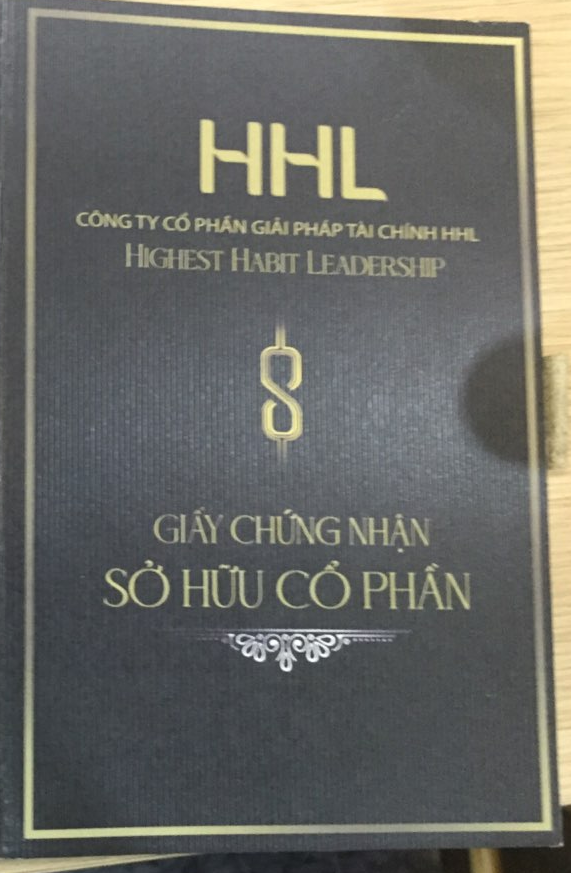 HHL
CÔNG TY CỔ PHẦN GIẢI PHÁP TÀI CHÍNH HHL
HIGHEST HABIT LEADERSHIP
GIẤY CHỨNG NHẬN
SỞ HỮU CỔ PHẦN